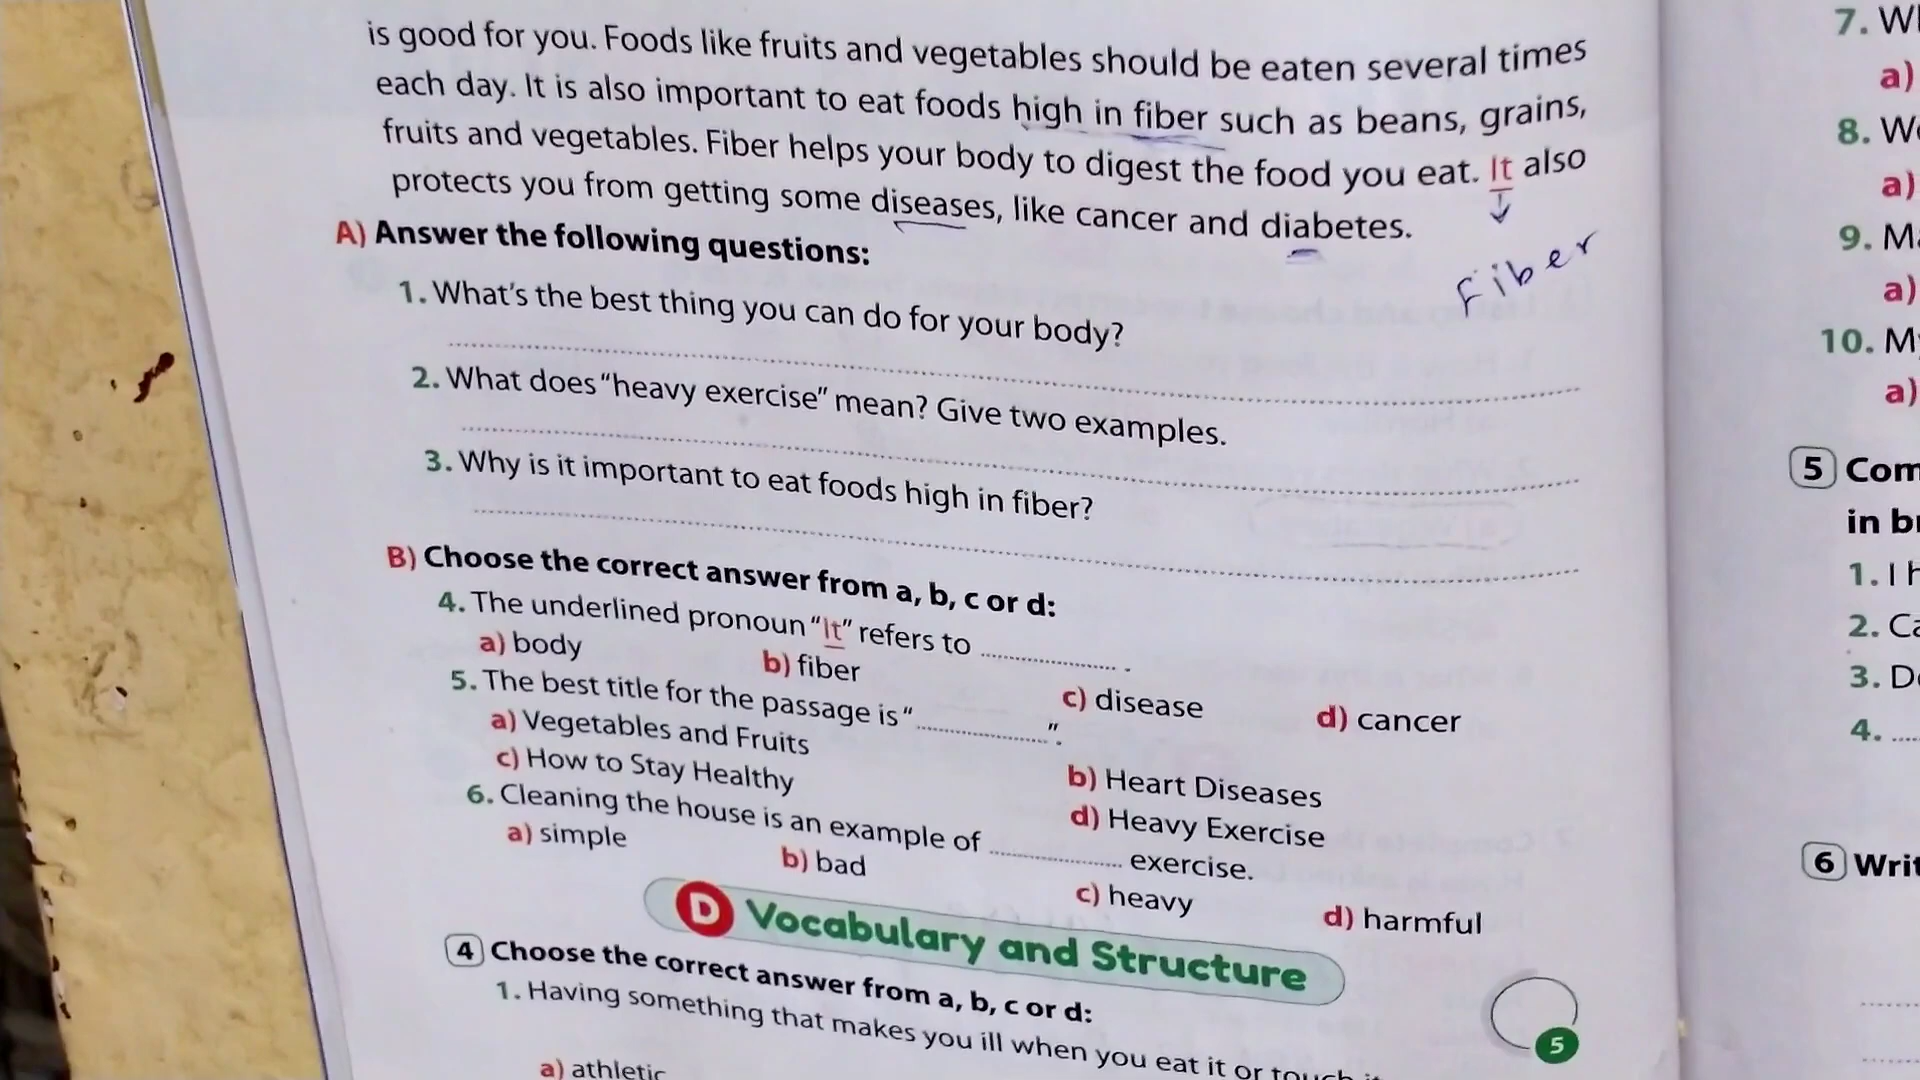 is good for you. Foods like fruits and vegetables should be eaten several times
each day. It is also important to eat foods high in fiber such as beans, grains,
fruits and vegetables. Fiber helps your body to digest the food you eat. It also
protects you from getting some diseases, like cancer and diabetes.
Fiber
A) Answer the following questions:
1. What's the best thing you can do for your body?
2. What does "heavy exercise" mean? Give two examples.
3. Why is it important to eat foods high in fiber?
B) Choose the correct answer from a, b, c or d:
4. The underlined pronoun "It" refers to .................... .
a) body b) fiber c) disease d) cancer
5. The best title for the passage is "....................".
a) Vegetables and Fruits b) Heart Diseases
c) How to Stay Healthy d) Heavy Exercise
6. Cleaning the house is an example of .................... exercise.
a) simple b) bad c) heavy d) harmful
D Vocabulary and Structure
4 Choose the correct answer from a, b, c or d:
1. Having something that makes you ill when you eat it or touch
a) athletic
5
7.
a)
8.
a)
9.
a)
10.
a)
5
in
1. I
2.
3.
4. ....
6